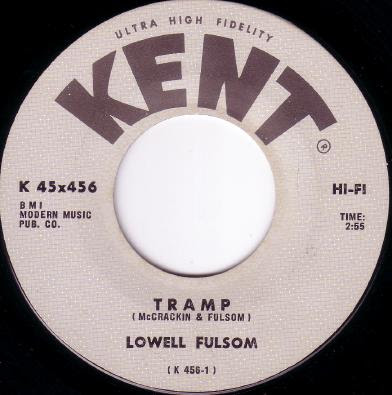 ULTRA HIGH FIDELITY
KENT
K 45x456
HI-FI
BMI
MODERN MUSIC
PUB. CO.
TIME:
2:55
TRAMP
(McCRACKIN & FULSOM)
LOWELL FULSOM
(K 456-1)